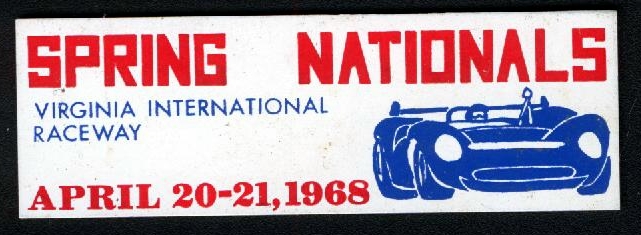 SPRING NATIONALS
VIRGINIA INTERNATIONAL
RACEWAY
APRIL 20-21, 1968